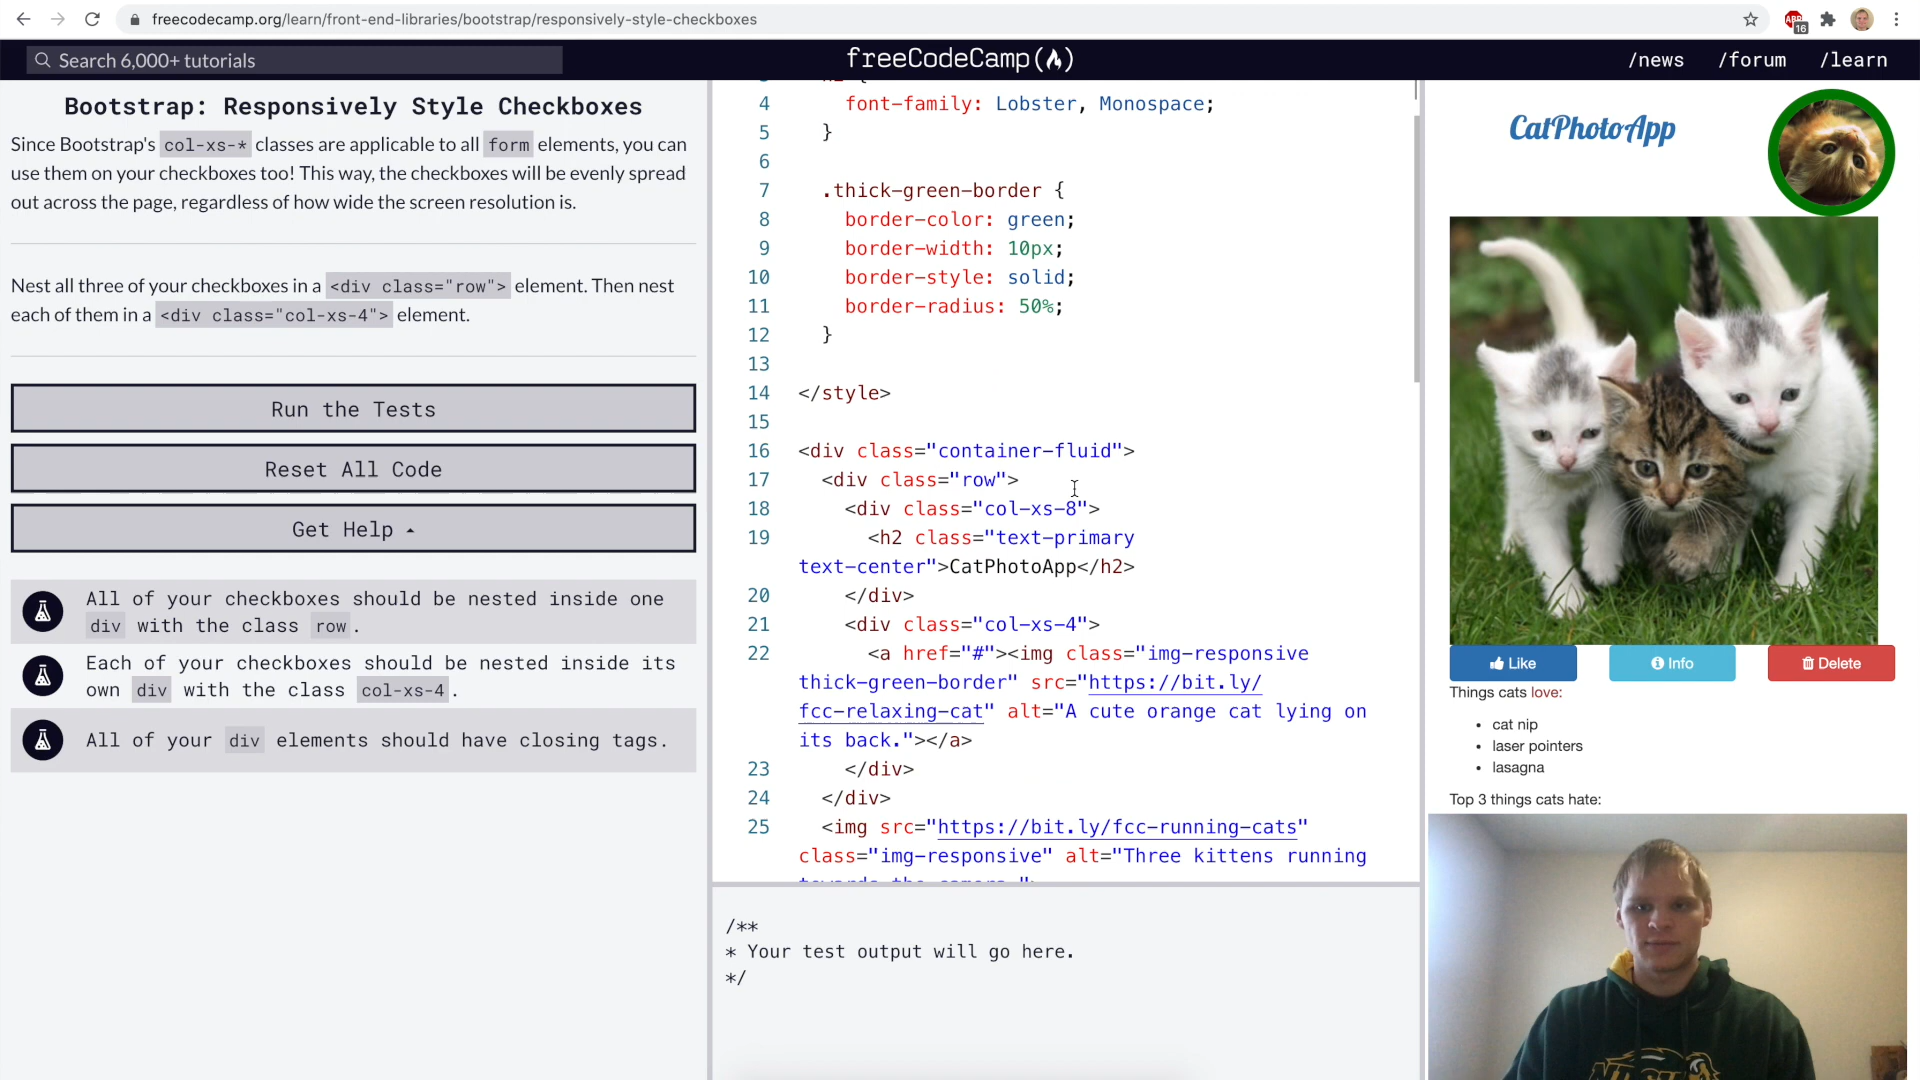 freecodecamp.org/learn/front-end-libraries/bootstrap/responsively-style-checkboxes
ABP
16
Search 6,000+ tutorials
freeCodeCamp
/news
/forum
/learn
Bootstrap: Responsively Style Checkboxes
Since Bootstrap's col-xs-* classes are applicable to all form elements, you can
use them on your checkboxes too! This way, the checkboxes will be evenly spread
out across the page, regardless of how wide the screen resolution is.
Nest all three of your checkboxes in a <div class="row"> element. Then nest
each of them in a <div class="col-xs-4"> element.
Run the Tests
Reset All Code
Get Help
All of your checkboxes should be nested inside one
div with the class row.
Each of your checkboxes should be nested inside its
own div with the class col-xs-4.
All of your div elements should have closing tags.
4 font-family: Lobster, Monospace;
5 }
6
7 .thick-green-border {
8 border-color: green;
9 border-width: 10px;
10 border-style: solid;
11 border-radius: 50%;
12 }
13
14 </style>
15
16 <div class="container-fluid">
17 <div class="row">
18 <div class="col-xs-8">
19 <h2 class="text-primary
text-center">CatPhotoApp</h2>
20 </div>
21 <div class="col-xs-4">
22 <a href="#"><img class="img-responsive
thick-green-border" src="https://bit.ly/
fcc-relaxing-cat" alt="A cute orange cat lying on
its back."></a>
23 </div>
24 </div>
25 <img src="https://bit.ly/fcc-running-cats"
class="img-responsive" alt="Three kittens running
/**
* Your test output will go here.
*/
CatPhotoApp
Like
Info
Delete
Things cats love:
• cat nip
• laser pointers
• lasagna
Top 3 things cats hate: